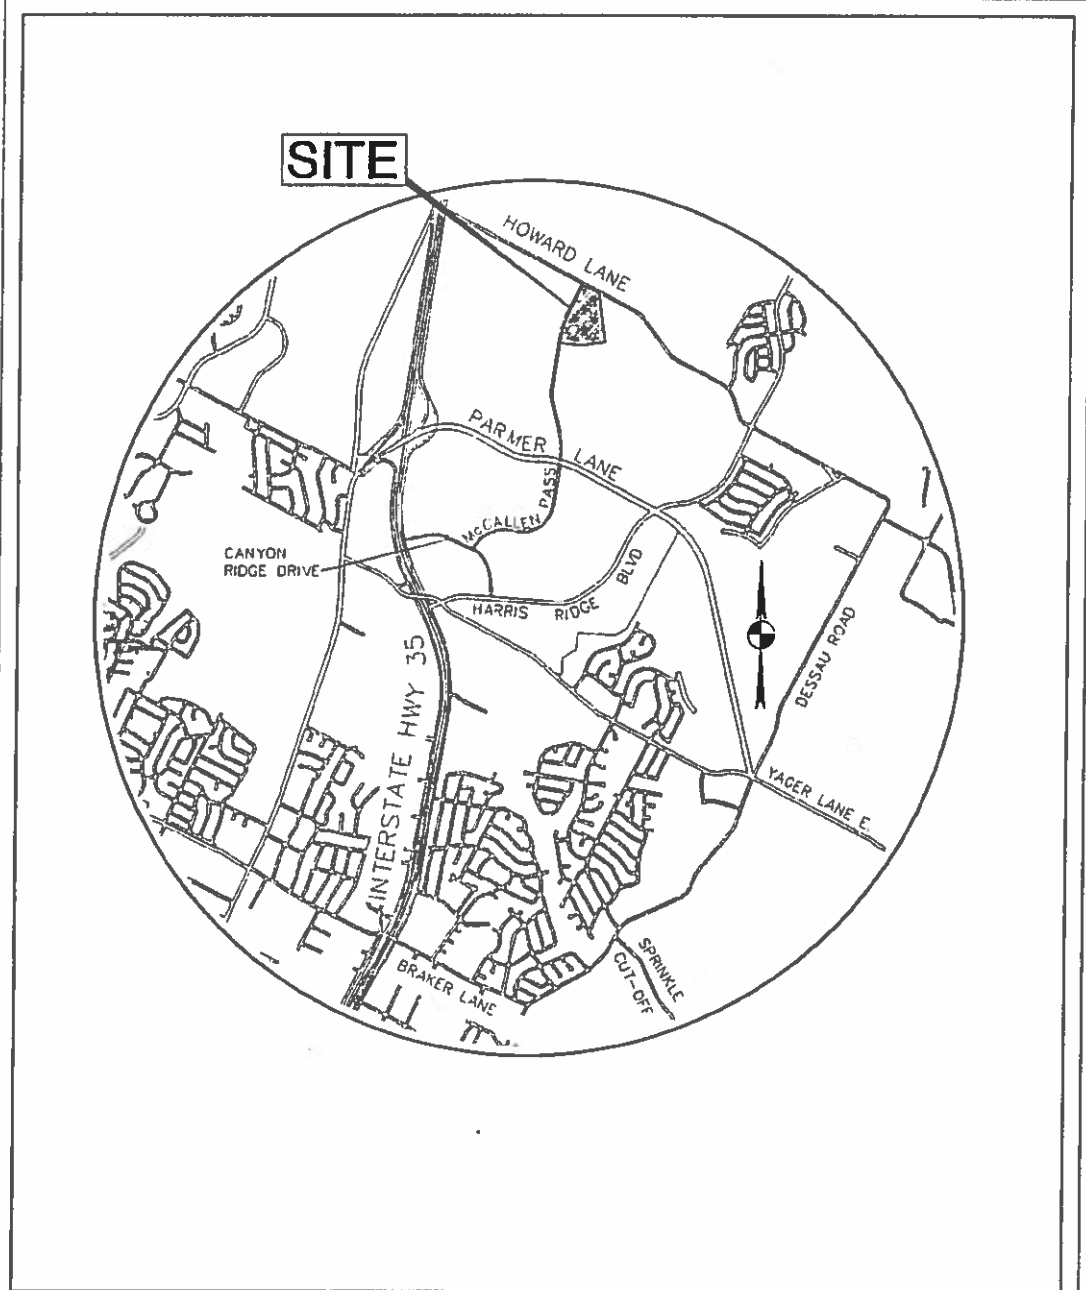 SITE
HOWARD LANE
PARMER LANE
McCALLEN PASS
CANYON
RIDGE DRIVE
HARRIS RIDGE BLVD
INTERSTATE HWY 35
DESSAU ROAD
YAGER LANE E.
BRAKER LANE
SPRINKLE
CUT-OFF